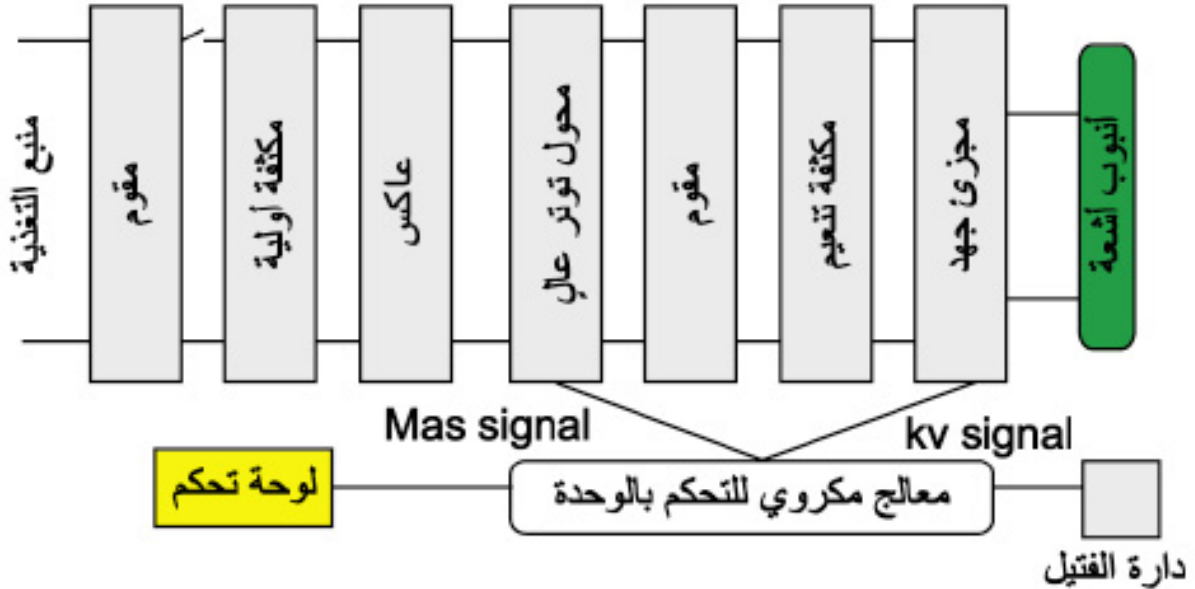 منبع التغذية
مقوم
مكثفة أولية
عاكس
محول توتر عالٍ
مقوم
مكثفة تنعيم
مجزئ جهد
أنبوب أشعة
Mas signal
kv signal
لوحة تحكم
معالج مكروي للتحكم بالوحدة
دارة الفتيل